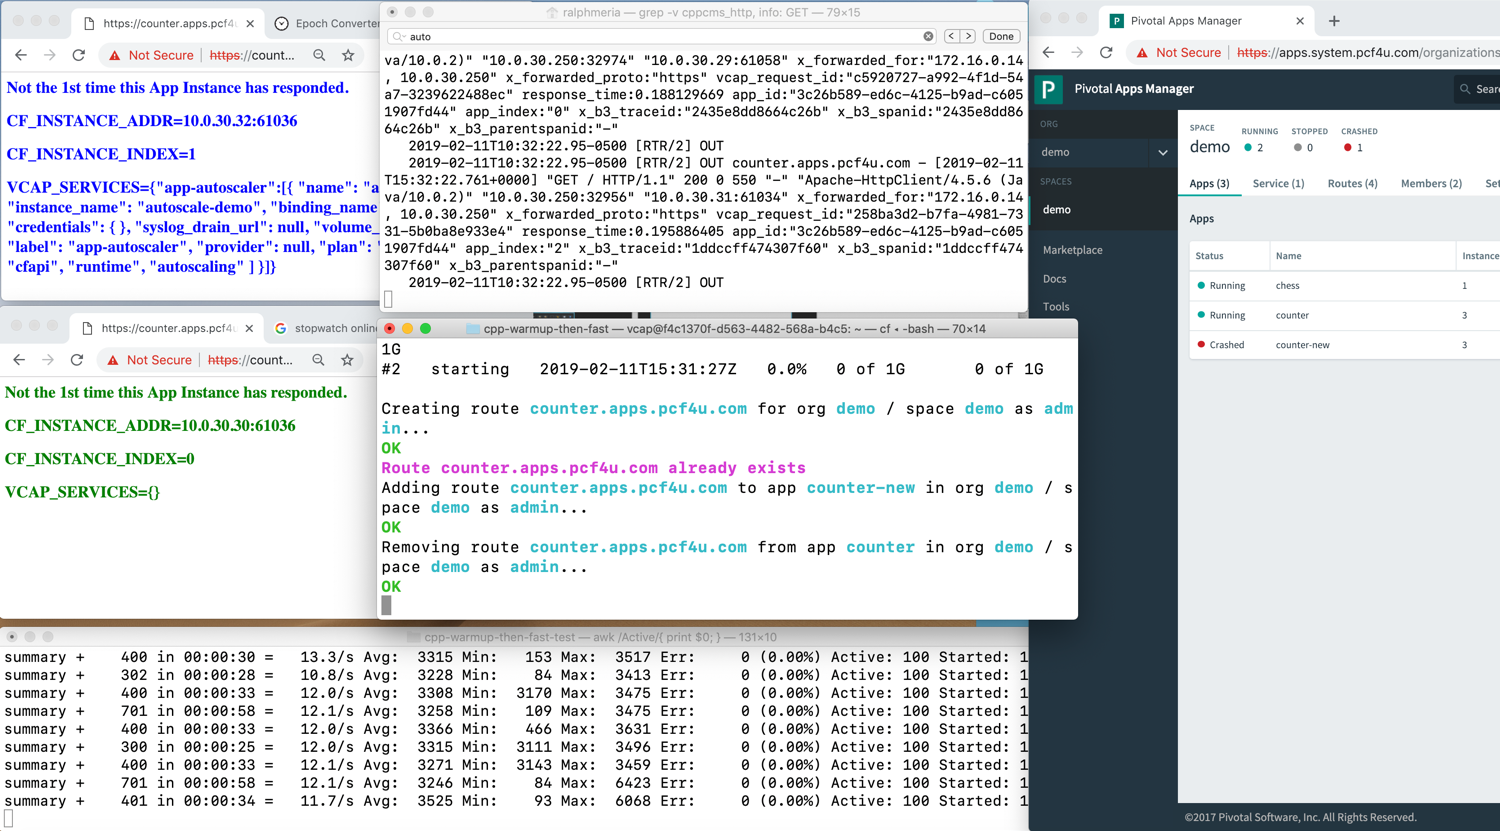 https://counter.apps.pcf4u
Epoch Converter
Not Secure
https://count...
Not the 1st time this App Instance has responded.
CF_INSTANCE_ADDR=10.0.30.32:61036
CF_INSTANCE_INDEX=1
VCAP_SERVICES={"app-autoscaler":[{ "name": "a
"instance_name": "autoscale-demo", "binding_name
"credentials": { }, "syslog_drain_url": null, "volume_
"label": "app-autoscaler", "provider": null, "plan": "
"cfapi", "runtime", "autoscaling" ] }]}
ralphmeria — grep -v cppcms_http, info: GET — 79×15
auto
Done
va/10.0.2)" "10.0.30.250:32974" "10.0.30.29:61058" x_forwarded_for:"172.16.0.14
, 10.0.30.250" x_forwarded_proto:"https" vcap_request_id:"c5920727-a992-4f1d-54
a7-3239622488ec" response_time:0.188129669 app_id:"3c26b589-ed6c-4125-b9ad-c605
1907fd44" app_index:"0" x_b3_traceid:"2435e8dd8664c26b" x_b3_spanid:"2435e8dd86
64c26b" x_b3_parentspanid:"-"
2019-02-11T10:32:22.95-0500 [RTR/2] OUT
2019-02-11T10:32:22.95-0500 [RTR/2] OUT counter.apps.pcf4u.com - [2019-02-11
T15:32:22.761+0000] "GET / HTTP/1.1" 200 0 550 "-" "Apache-HttpClient/4.5.6 (Ja
va/10.0.2)" "10.0.30.250:32956" "10.0.30.31:61034" x_forwarded_for:"172.16.0.14
, 10.0.30.250" x_forwarded_proto:"https" vcap_request_id:"258ba3d2-b7fa-4981-73
31-5b0ba8e933e4" response_time:0.195886405 app_id:"3c26b589-ed6c-4125-b9ad-c605
1907fd44" app_index:"2" x_b3_traceid:"1ddccff474307f60" x_b3_spanid:"1ddccff474
307f60" x_b3_parentspanid:"-"
2019-02-11T10:32:22.95-0500 [RTR/2] OUT
Pivotal Apps Manager
Not Secure
https://apps.system.pcf4u.com/organizations
P
Pivotal Apps Manager
Sear
ORG
demo
SPACES
demo
Marketplace
Docs
Tools
SPACE
demo
RUNNING
2
STOPPED
0
CRASHED
1
Apps (3)
Service (1)
Routes (4)
Members (2)
Set
Apps
Status
Name
Instance
Running
chess
1
Running
counter
3
Crashed
counter-new
3
©2017 Pivotal Software, Inc. All Rights Reserved.
https://counter.apps.pcf4u
stopwatch online
Not Secure
https://count...
Not the 1st time this App Instance has responded.
CF_INSTANCE_ADDR=10.0.30.30:61036
CF_INSTANCE_INDEX=0
VCAP_SERVICES={}
cpp-warmup-then-fast — vcap@f4c1370f-d563-4482-568a-b4c5: ~ — cf ◂ -bash — 70×14
1G
#2 starting 2019-02-11T15:31:27Z 0.0% 0 of 1G 0 of 1G
Creating route counter.apps.pcf4u.com for org demo / space demo as adm
in...
OK
Route counter.apps.pcf4u.com already exists
Adding route counter.apps.pcf4u.com to app counter-new in org demo / s
pace demo as admin...
OK
Removing route counter.apps.pcf4u.com from app counter in org demo / s
pace demo as admin...
OK
cpp-warmup-then-fast-test — awk /Active/{ print $0; } — 131×10
summary + 400 in 00:00:30 = 13.3/s Avg: 3315 Min: 153 Max: 3517 Err: 0 (0.00%) Active: 100 Started: 1
summary + 302 in 00:00:28 = 10.8/s Avg: 3228 Min: 84 Max: 3413 Err: 0 (0.00%) Active: 100 Started: 1
summary + 400 in 00:00:33 = 12.0/s Avg: 3308 Min: 3170 Max: 3475 Err: 0 (0.00%) Active: 100 Started: 1
summary + 701 in 00:00:58 = 12.1/s Avg: 3258 Min: 109 Max: 3475 Err: 0 (0.00%) Active: 100 Started: 1
summary + 400 in 00:00:33 = 12.0/s Avg: 3366 Min: 466 Max: 3631 Err: 0 (0.00%) Active: 100 Started: 1
summary + 300 in 00:00:25 = 12.0/s Avg: 3315 Min: 3111 Max: 3496 Err: 0 (0.00%) Active: 100 Started: 1
summary + 400 in 00:00:33 = 12.1/s Avg: 3271 Min: 3143 Max: 3459 Err: 0 (0.00%) Active: 100 Started: 1
summary + 701 in 00:00:58 = 12.1/s Avg: 3246 Min: 84 Max: 6423 Err: 0 (0.00%) Active: 100 Started: 1
summary + 401 in 00:00:34 = 11.7/s Avg: 3525 Min: 93 Max: 6068 Err: 0 (0.00%) Active: 100 Started: 1